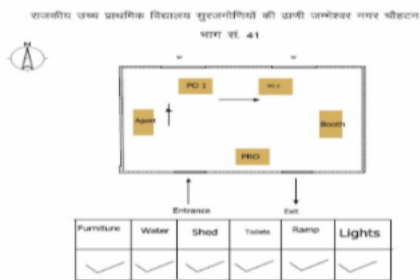 राजकीय उच्च प्राथमिक विद्यालय सुरजनोणियों की ढाणी जम्भेश्वर नगर चौहटन
भाग सं. 41
N
PO 1
Agent
Booth
PRO
Entrance Exit
Furniture Water Shed Toilets Ramp Lights